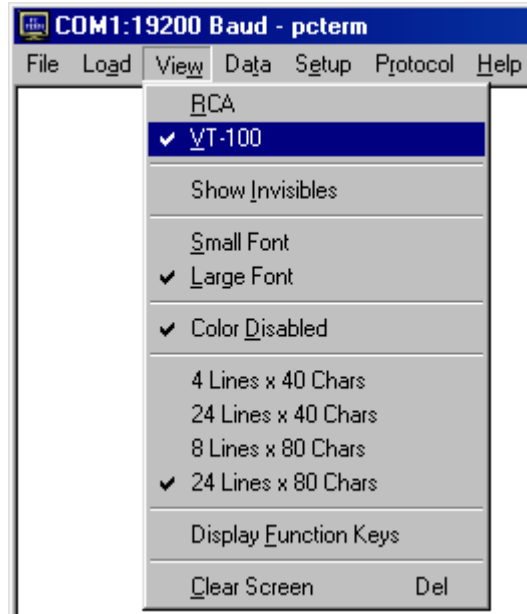 COM1:19200 Baud - pcterm
File Load View Data Setup Protocol Help
RCA
VT-100
Show Invisibles
Small Font
Large Font
Color Disabled
4 Lines x 40 Chars
24 Lines x 40 Chars
8 Lines x 80 Chars
24 Lines x 80 Chars
Display Function Keys
Clear Screen Del